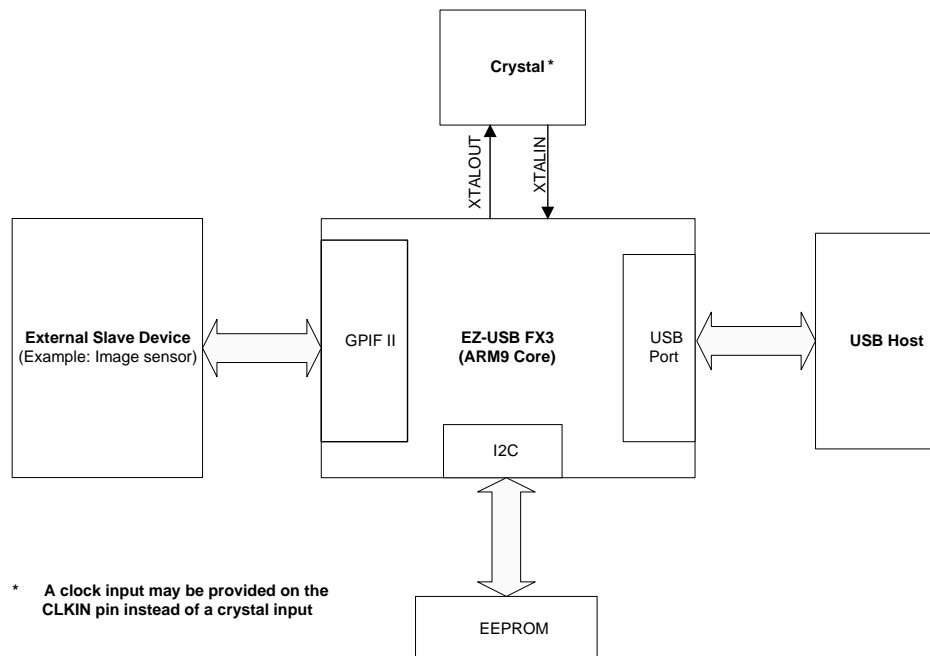 Crystal *
XTALOUT
XTALIN
External Slave Device
(Example: Image sensor)
GPIF II
EZ-USB FX3
(ARM9 Core)
USB
Port
USB Host
I2C
* A clock input may be provided on the
CLKIN pin instead of a crystal input
EEPROM